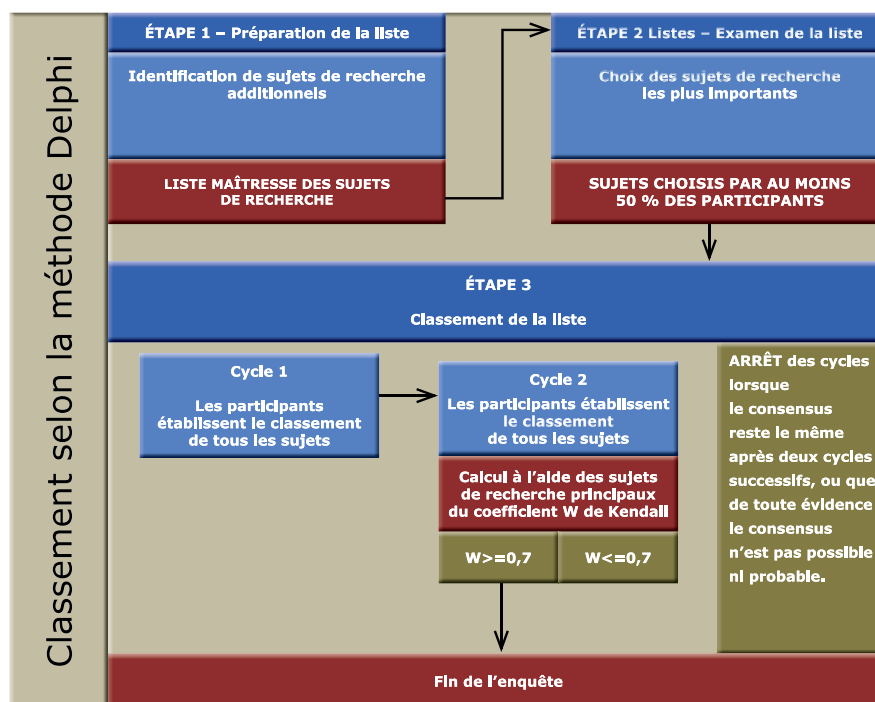 Classement selon la méthode Delphi
ÉTAPE 1 – Préparation de la liste
Identification de sujets de recherche
additionnels
LISTE MAÎTRESSE DES SUJETS
DE RECHERCHE
ÉTAPE 2 Listes – Examen de la liste
Choix des sujets de recherche
les plus importants
SUJETS CHOISIS PAR AU MOINS
50 % DES PARTICIPANTS
ÉTAPE 3
Classement de la liste
Cycle 1
Les participants
établissent le classement
de tous les sujets
Cycle 2
Les participants établissent
le classement
de tous les sujets
Calcul à l'aide des sujets
de recherche principaux
du coefficient W de Kendall
W>=0,7
W<=0,7
ARRÊT des cycles
lorsque
le consensus
reste le même
après deux cycles
successifs, ou que
de toute évidence
le consensus
n'est pas possible
ni probable.
Fin de l'enquête